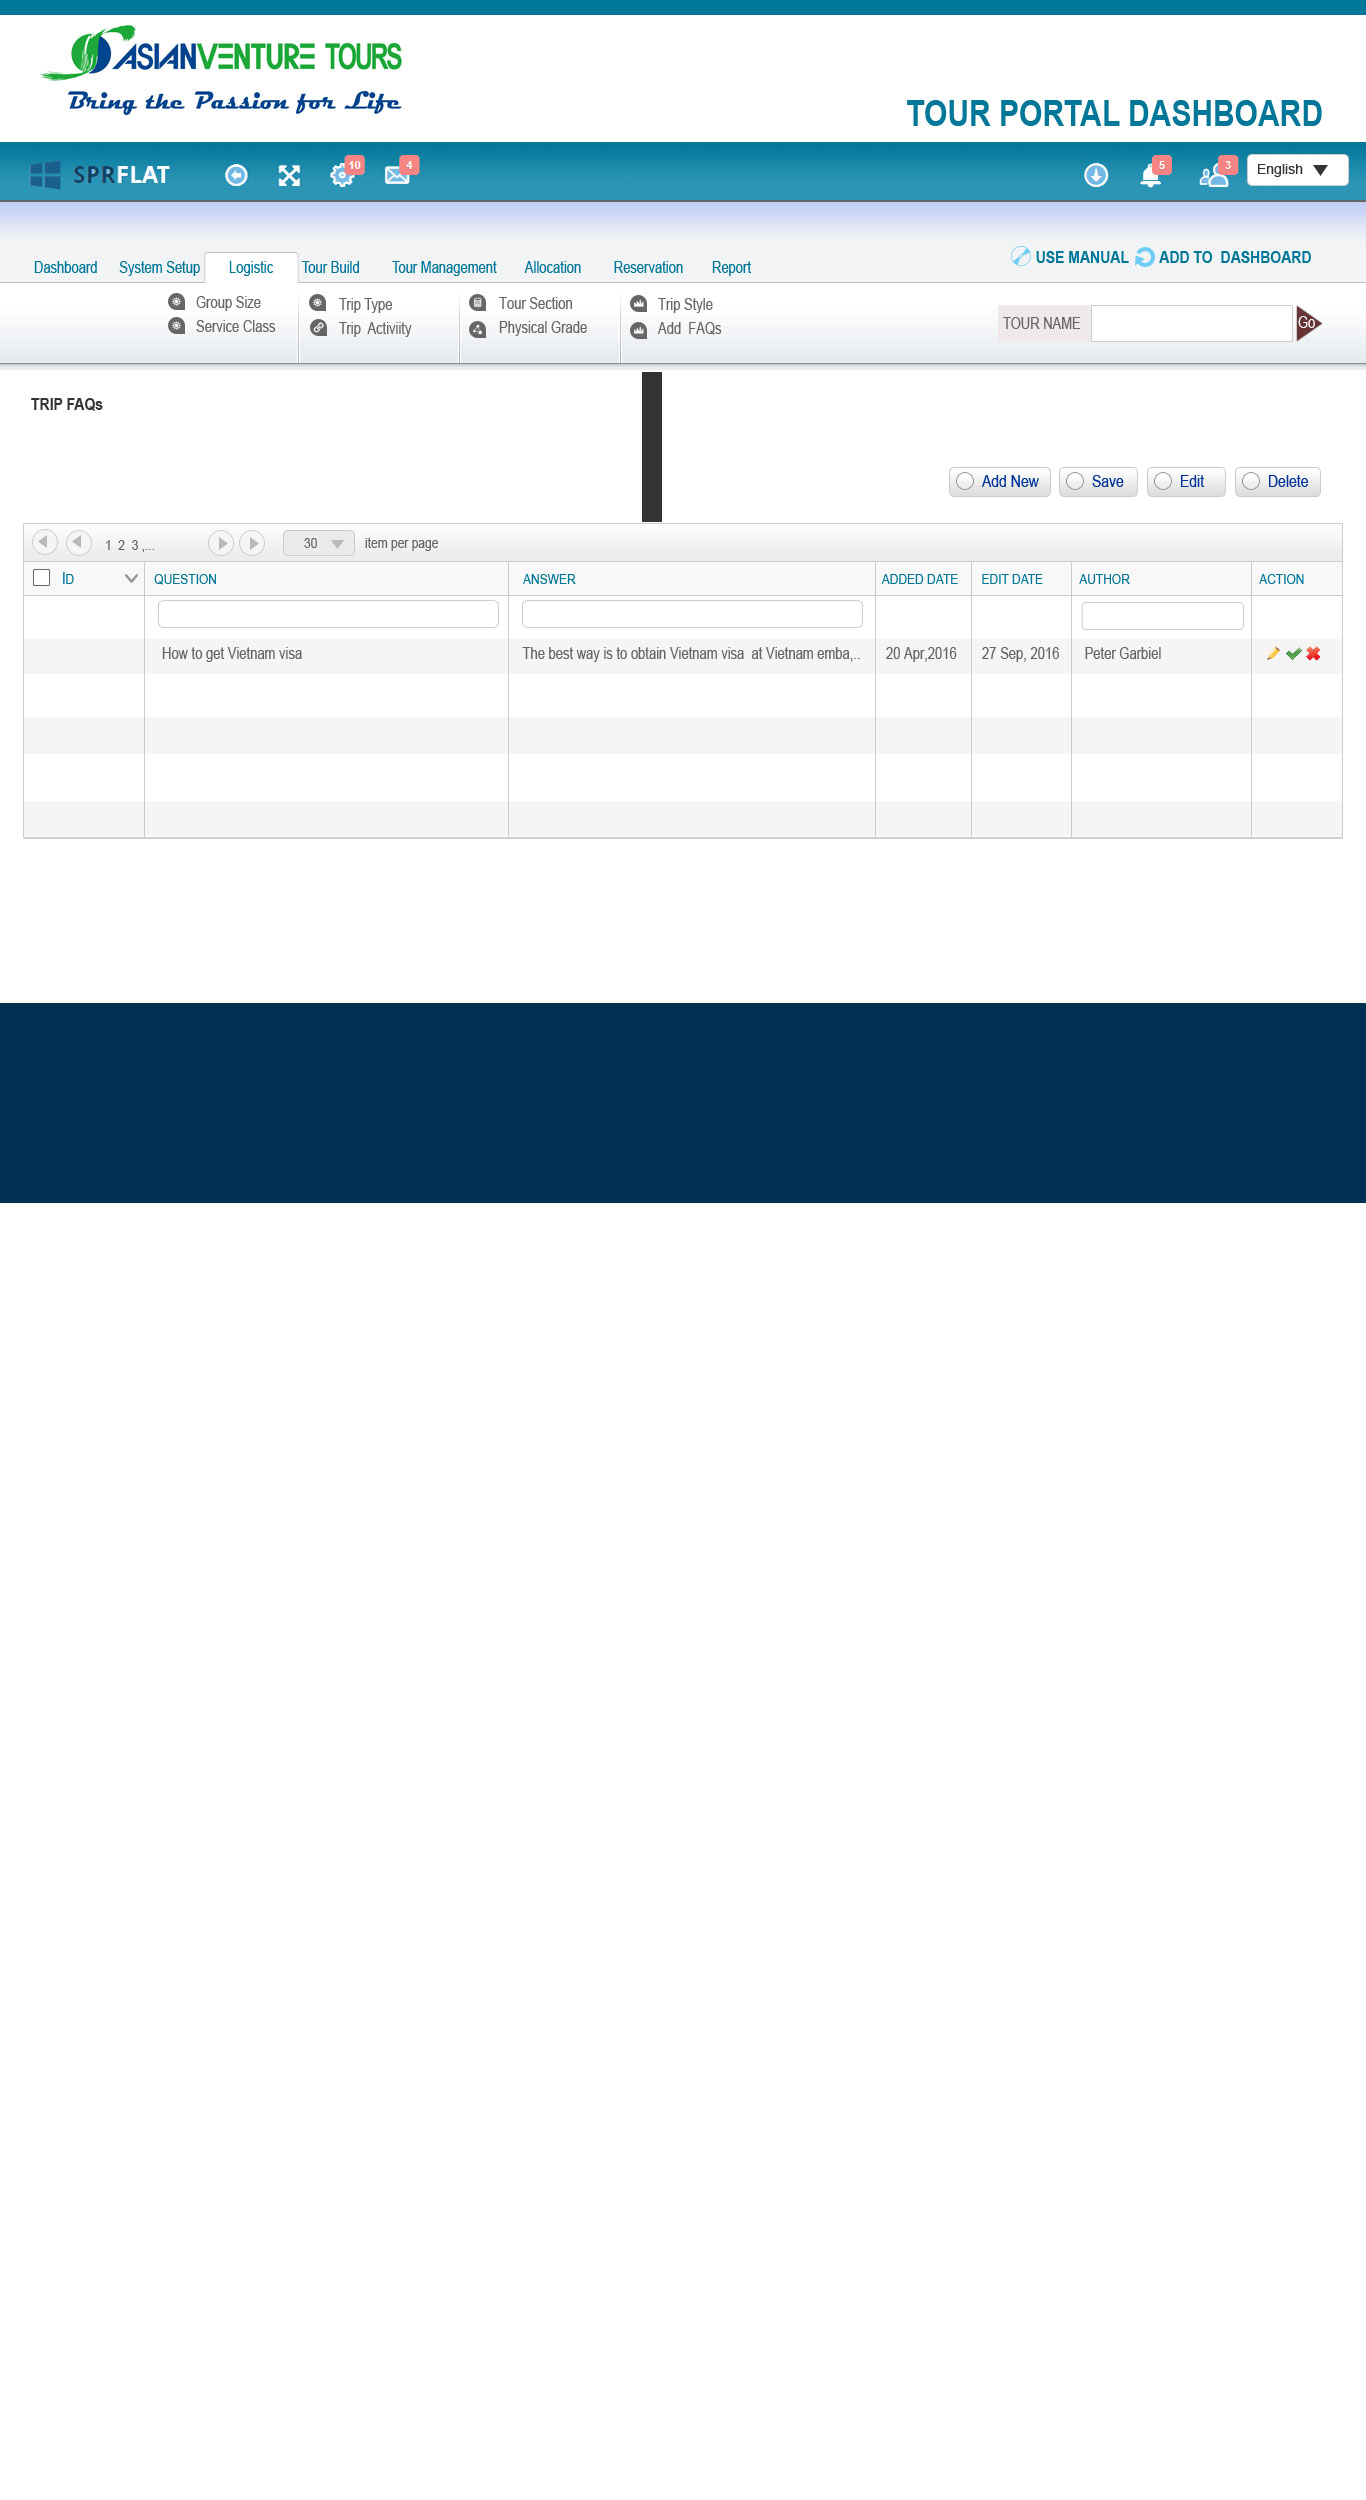 ASIANVENTURE TOURS
Bring the Passion for Life
TOUR PORTAL DASHBOARD
SPRFLAT
10
4
5
3
English
USE MANUAL
ADD TO DASHBOARD
Dashboard
System Setup
Logistic
Tour Build
Tour Management
Allocation
Reservation
Report
Group Size
Trip Type
Tour Section
Trip Style
Service Class
Trip Activiity
Physical Grade
Add FAQs
TOUR NAME
Go
TRIP FAQs
Add New
Save
Edit
Delete
1 2 3 ,...
30
item per page
ID
QUESTION
ANSWER
ADDED DATE
EDIT DATE
AUTHOR
ACTION
How to get Vietnam visa
The best way is to obtain Vietnam visa at Vietnam emba,..
20 Apr,2016
27 Sep, 2016
Peter Garbiel